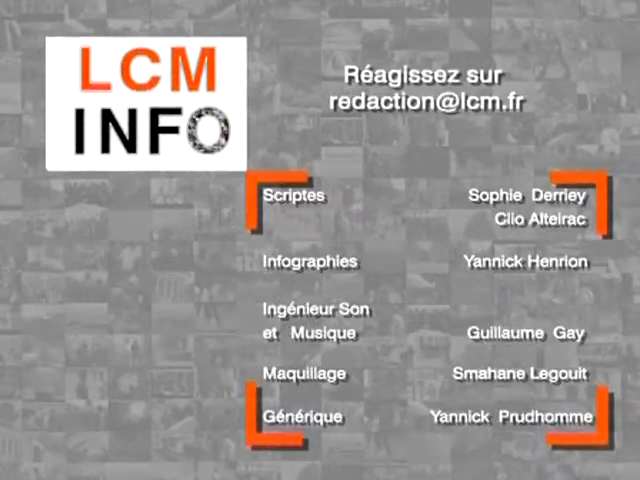 LCM
INFO
Réagissez sur
redaction@lcm.fr
Scriptes Sophie Derriey
Clio Alteirac
Infographies Yannick Henrion
Ingénieur Son
et Musique Guillaume Gay
Maquillage Smahane Legouit
Générique Yannick Prudhomme